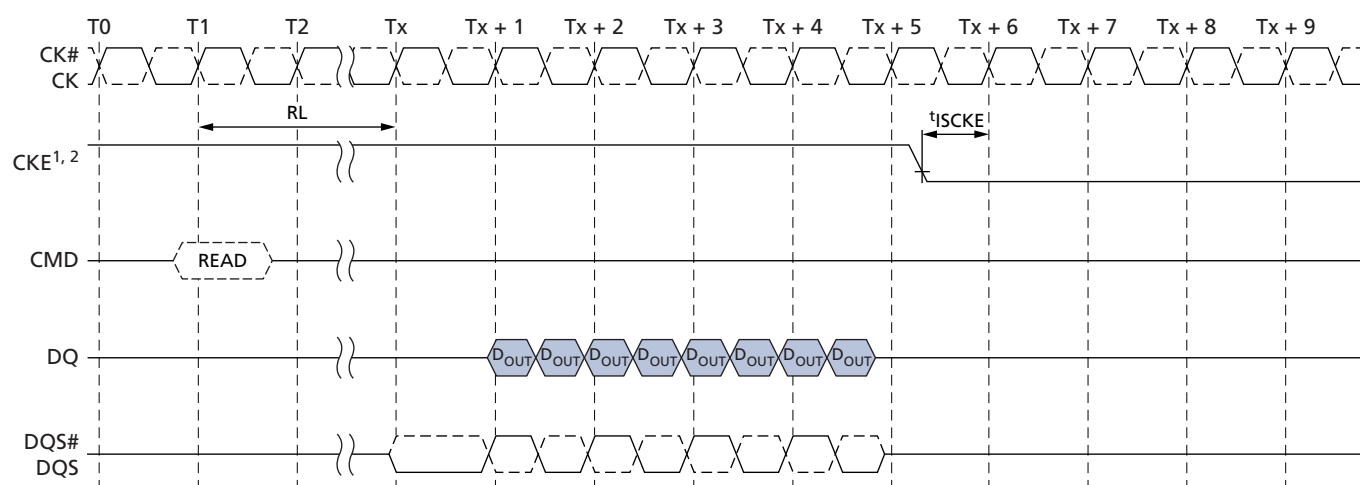 T0 T1 T2 Tx Tx + 1 Tx + 2 Tx + 3 Tx + 4 Tx + 5 Tx + 6 Tx + 7 Tx + 8 Tx + 9
CK#
CK
RL
tISCKE
CKE1, 2
CMD
READ
DQ
DOUT DOUT DOUT DOUT DOUT DOUT DOUT DOUT
DQS#
DQS